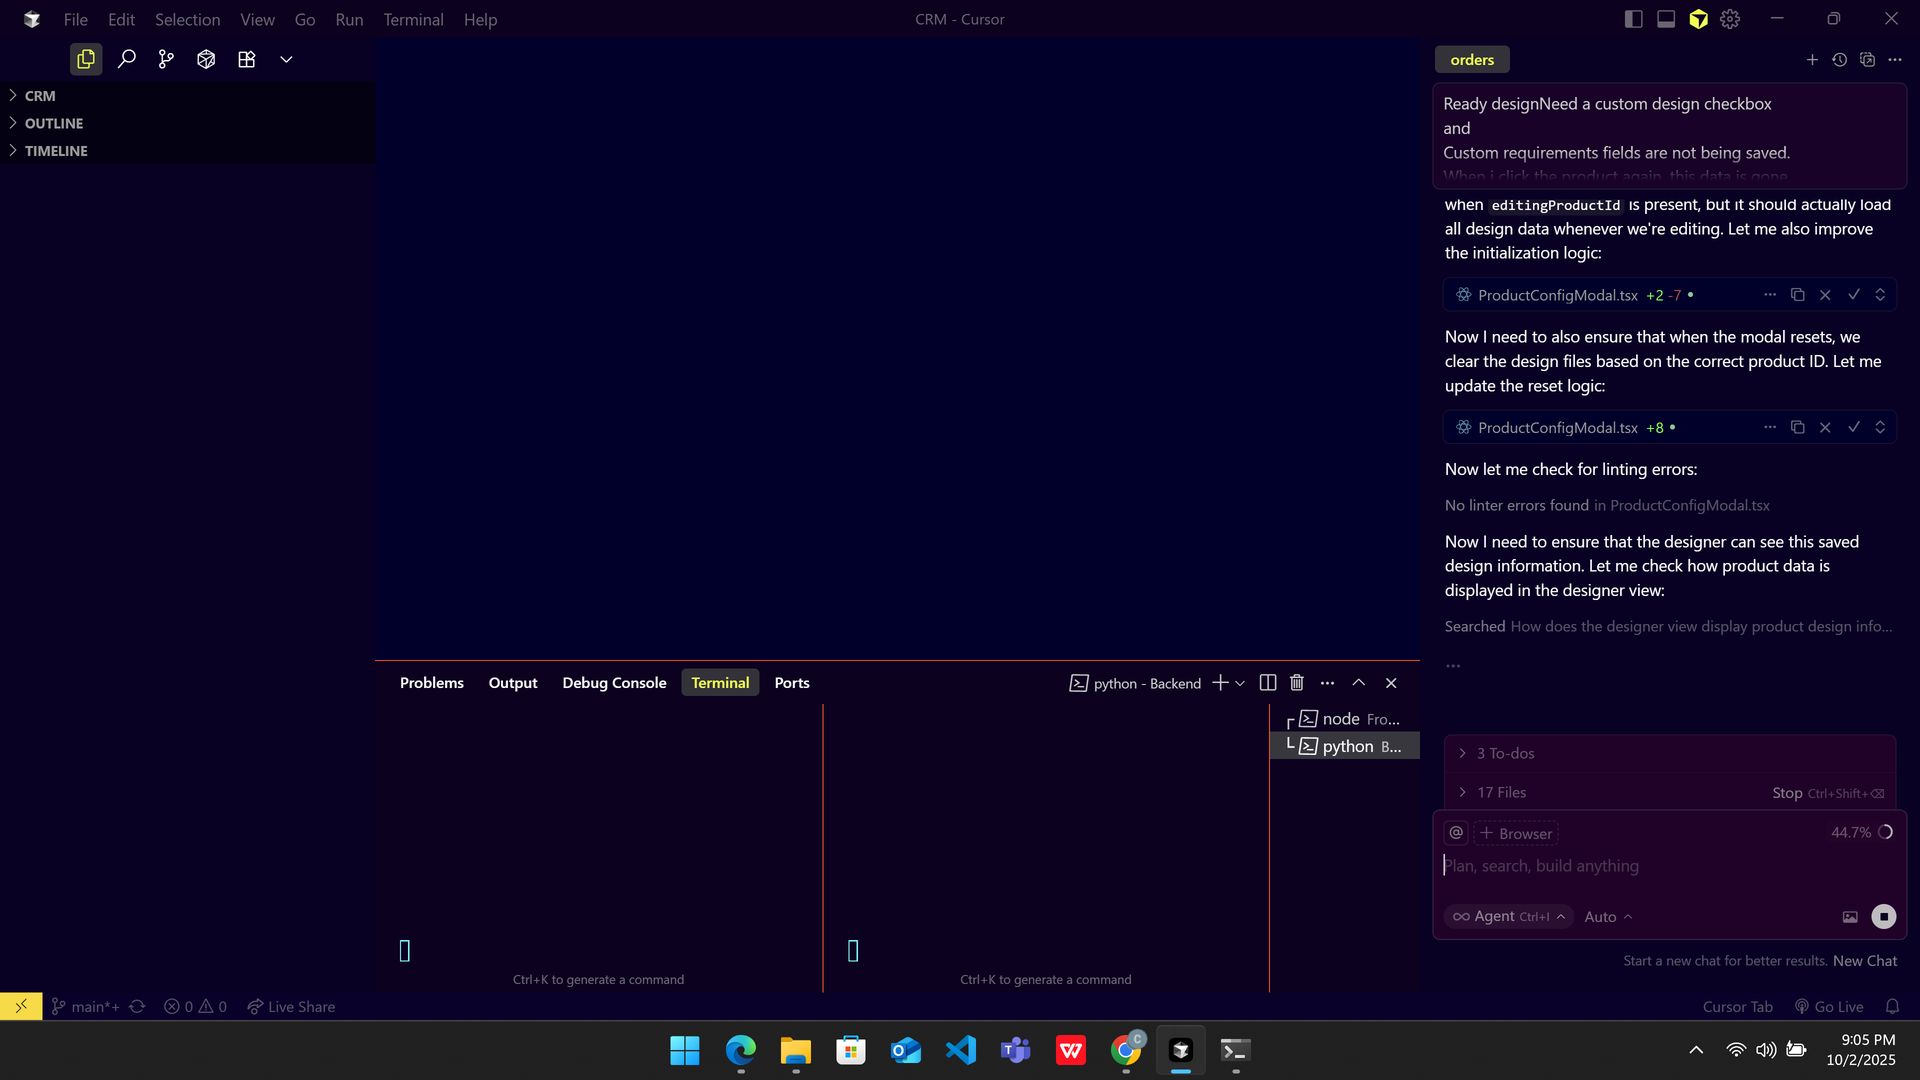 File Edit Selection View Go Run Terminal Help
CRM - Cursor
CRM
OUTLINE
TIMELINE
orders
Ready designNeed a custom design checkbox
and
Custom requirements fields are not being saved.
When i click the product again, this data is gone
when editingProductId is present, but it should actually load
all design data whenever we're editing. Let me also improve
the initialization logic:
ProductConfigModal.tsx +2 -7
Now I need to also ensure that when the modal resets, we
clear the design files based on the correct product ID. Let me
update the reset logic:
ProductConfigModal.tsx +8
Now let me check for linting errors:
No linter errors found in ProductConfigModal.tsx
Now I need to ensure that the designer can see this saved
design information. Let me check how product data is
displayed in the designer view:
Searched How does the designer view display product design info...
...
3 To-dos
17 Files Stop Ctrl+Shift+⌫
@ + Browser 44.7%
Plan, search, build anything
∞ Agent Ctrl+I Auto
Start a new chat for better results. New Chat
Problems Output Debug Console Terminal Ports
python - Backend
node Fro...
python B...
Ctrl+K to generate a command
Ctrl+K to generate a command
main*+ 0 0 Live Share
Cursor Tab Go Live
9:05 PM
10/2/2025